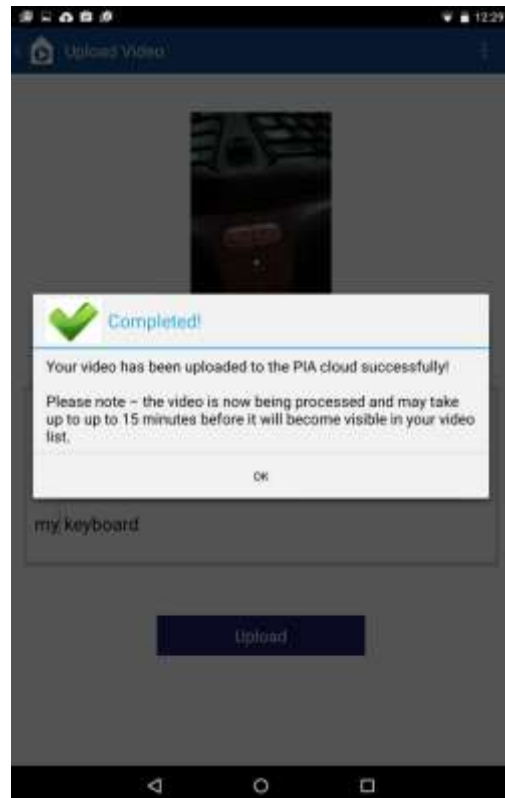 12:29
Upload Video
Completed!
Your video has been uploaded to the PIA cloud successfully!
Please note – the video is now being processed and may take
up to up to 15 minutes before it will become visible in your video
list.
OK
my keyboard
Upload